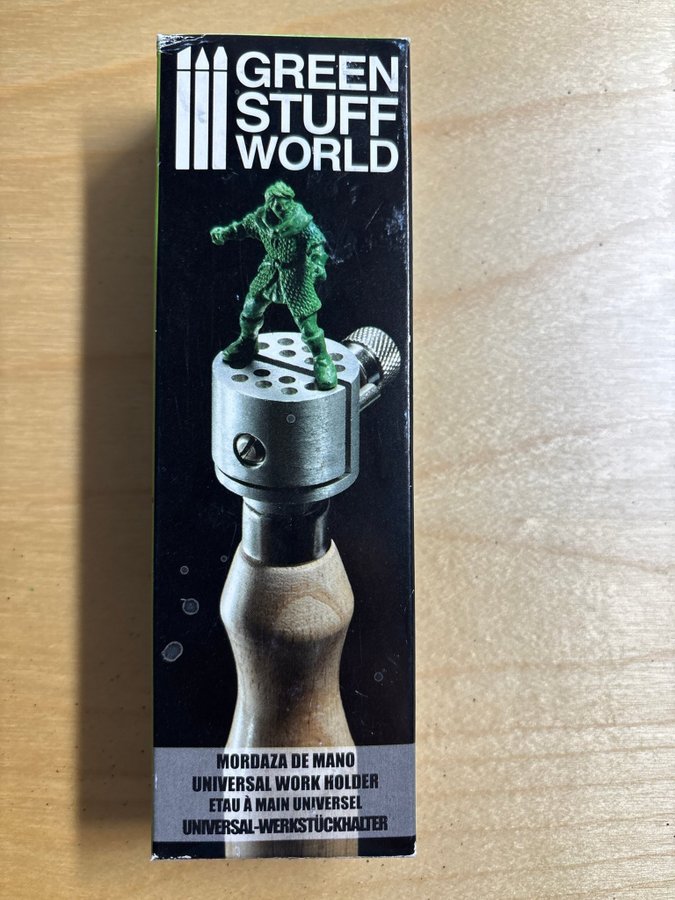 GREEN
STUFF
WORLD
MORDAZA DE MANO
UNIVERSAL WORK HOLDER
ETAU À MAIN UNIVERSEL
UNIVERSAL-WERKSTÜCKHALTER